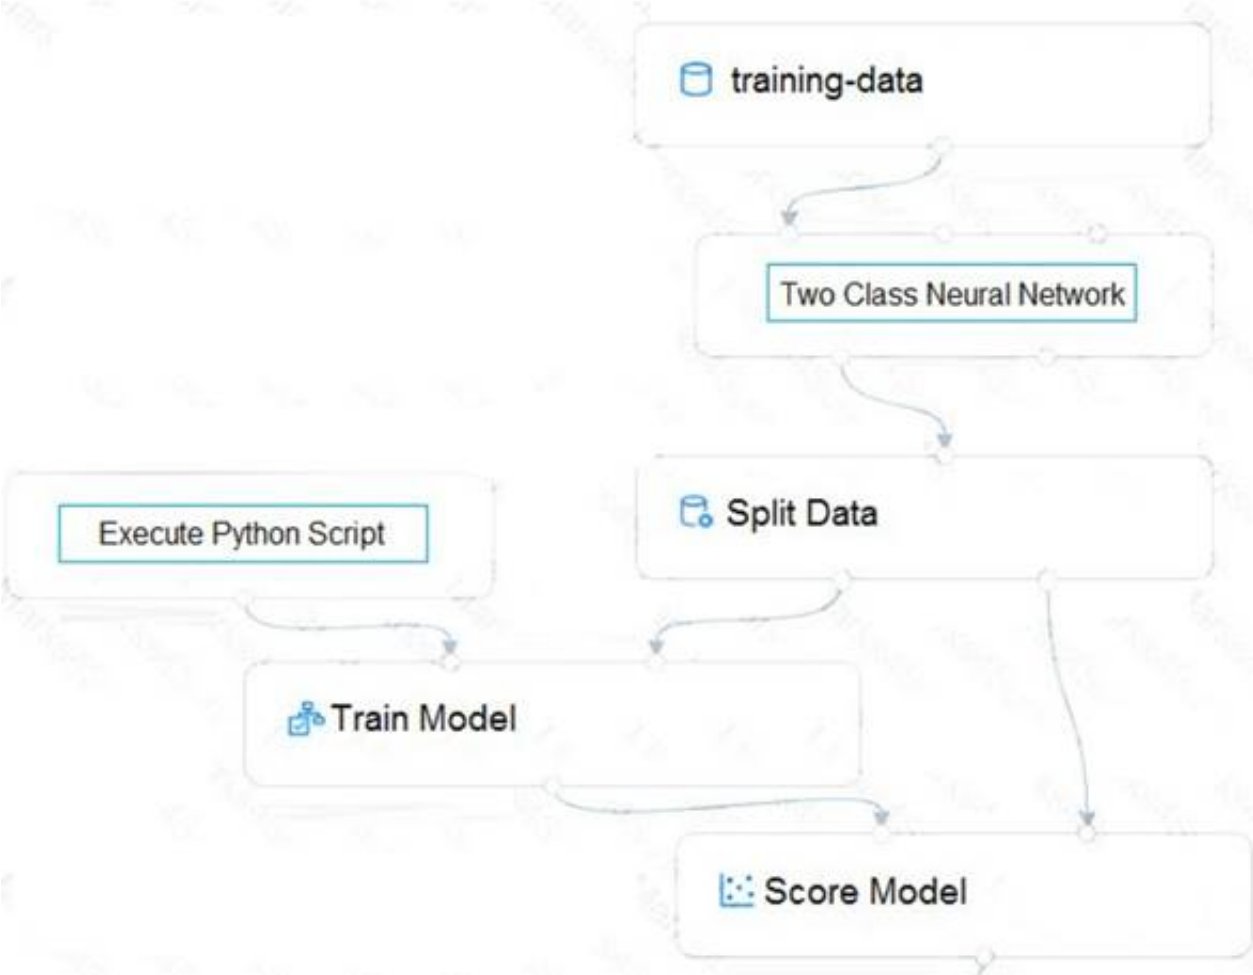 training-data
Two Class Neural Network
Execute Python Script
Split Data
Train Model
Score Model